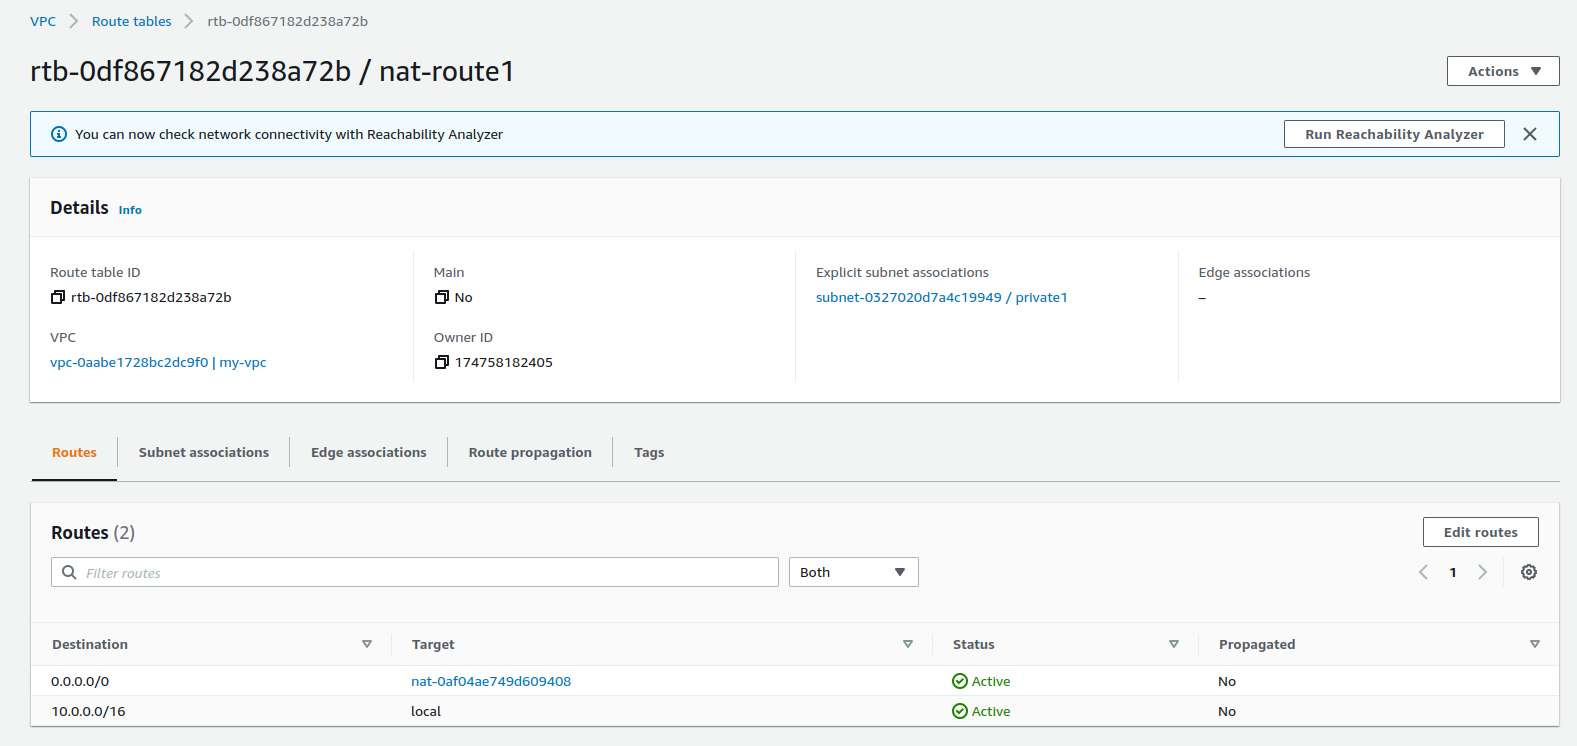 VPC > Route tables > rtb-0df867182d238a72b
rtb-0df867182d238a72b / nat-route1
Actions
You can now check network connectivity with Reachability Analyzer
Run Reachability Analyzer
Details Info
Route table ID
rtb-0df867182d238a72b
VPC
vpc-0aabe1728bc2dc9f0 | my-vpc
Main
No
Owner ID
174758182405
Explicit subnet associations
subnet-0327020d7a4c19949 / private1
Edge associations
–
Routes Subnet associations Edge associations Route propagation Tags
Routes (2)
Edit routes
Filter routes
Both
1
Destination Target Status Propagated
0.0.0.0/0 nat-0af04ae749d609408 Active No
10.0.0.0/16 local Active No